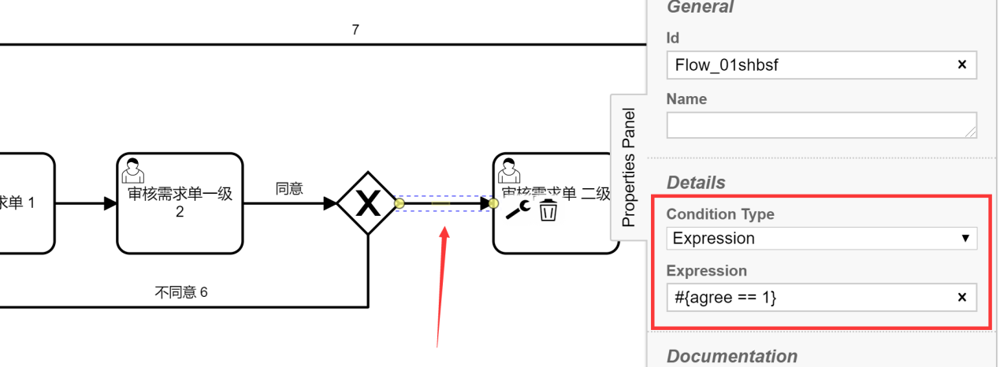 7
求单 1
审核需求单一级
2
同意
X
审核需求单 二级
不同意 6
Properties Panel
General
Id
Flow_01shbsf
×
Name
Details
Condition Type
Expression
Expression
#{agree == 1}
×
Documentation